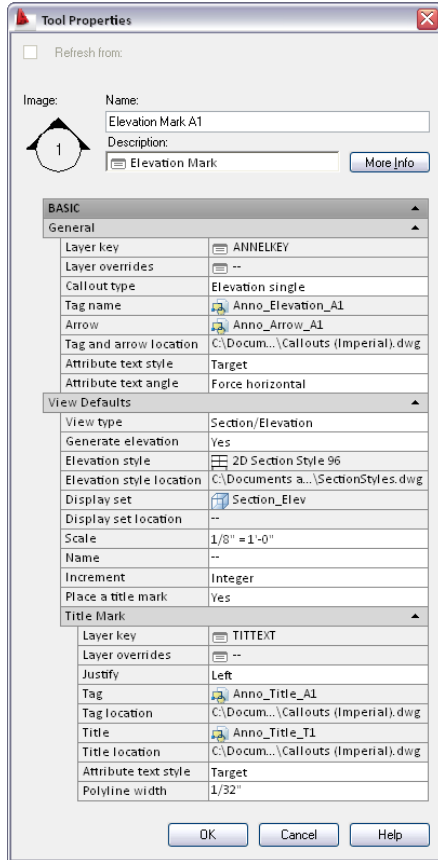 Tool Properties
Refresh from:
Image: Name:
Elevation Mark A1
1
Description:
Elevation Mark More Info
BASIC
General
Layer key ANNELKEY
Layer overrides --
Callout type Elevation single
Tag name Anno_Elevation_A1
Arrow Anno_Arrow_A1
Tag and arrow location C:\Docum...\Callouts (Imperial).dwg
Attribute text style Target
Attribute text angle Force horizontal
View Defaults
View type Section/Elevation
Generate elevation Yes
Elevation style 2D Section Style 96
Elevation style location C:\Documents a...\SectionStyles.dwg
Display set Section_Elev
Display set location --
Scale 1/8" =1'-0"
Name --
Increment Integer
Place a title mark Yes
Title Mark
Layer key TITTEXT
Layer overrides --
Justify Left
Tag Anno_Title_A1
Tag location C:\Docum...\Callouts (Imperial).dwg
Title Anno_Title_T1
Title location C:\Docum...\Callouts (Imperial).dwg
Attribute text style Target
Polyline width 1/32"
OK Cancel Help